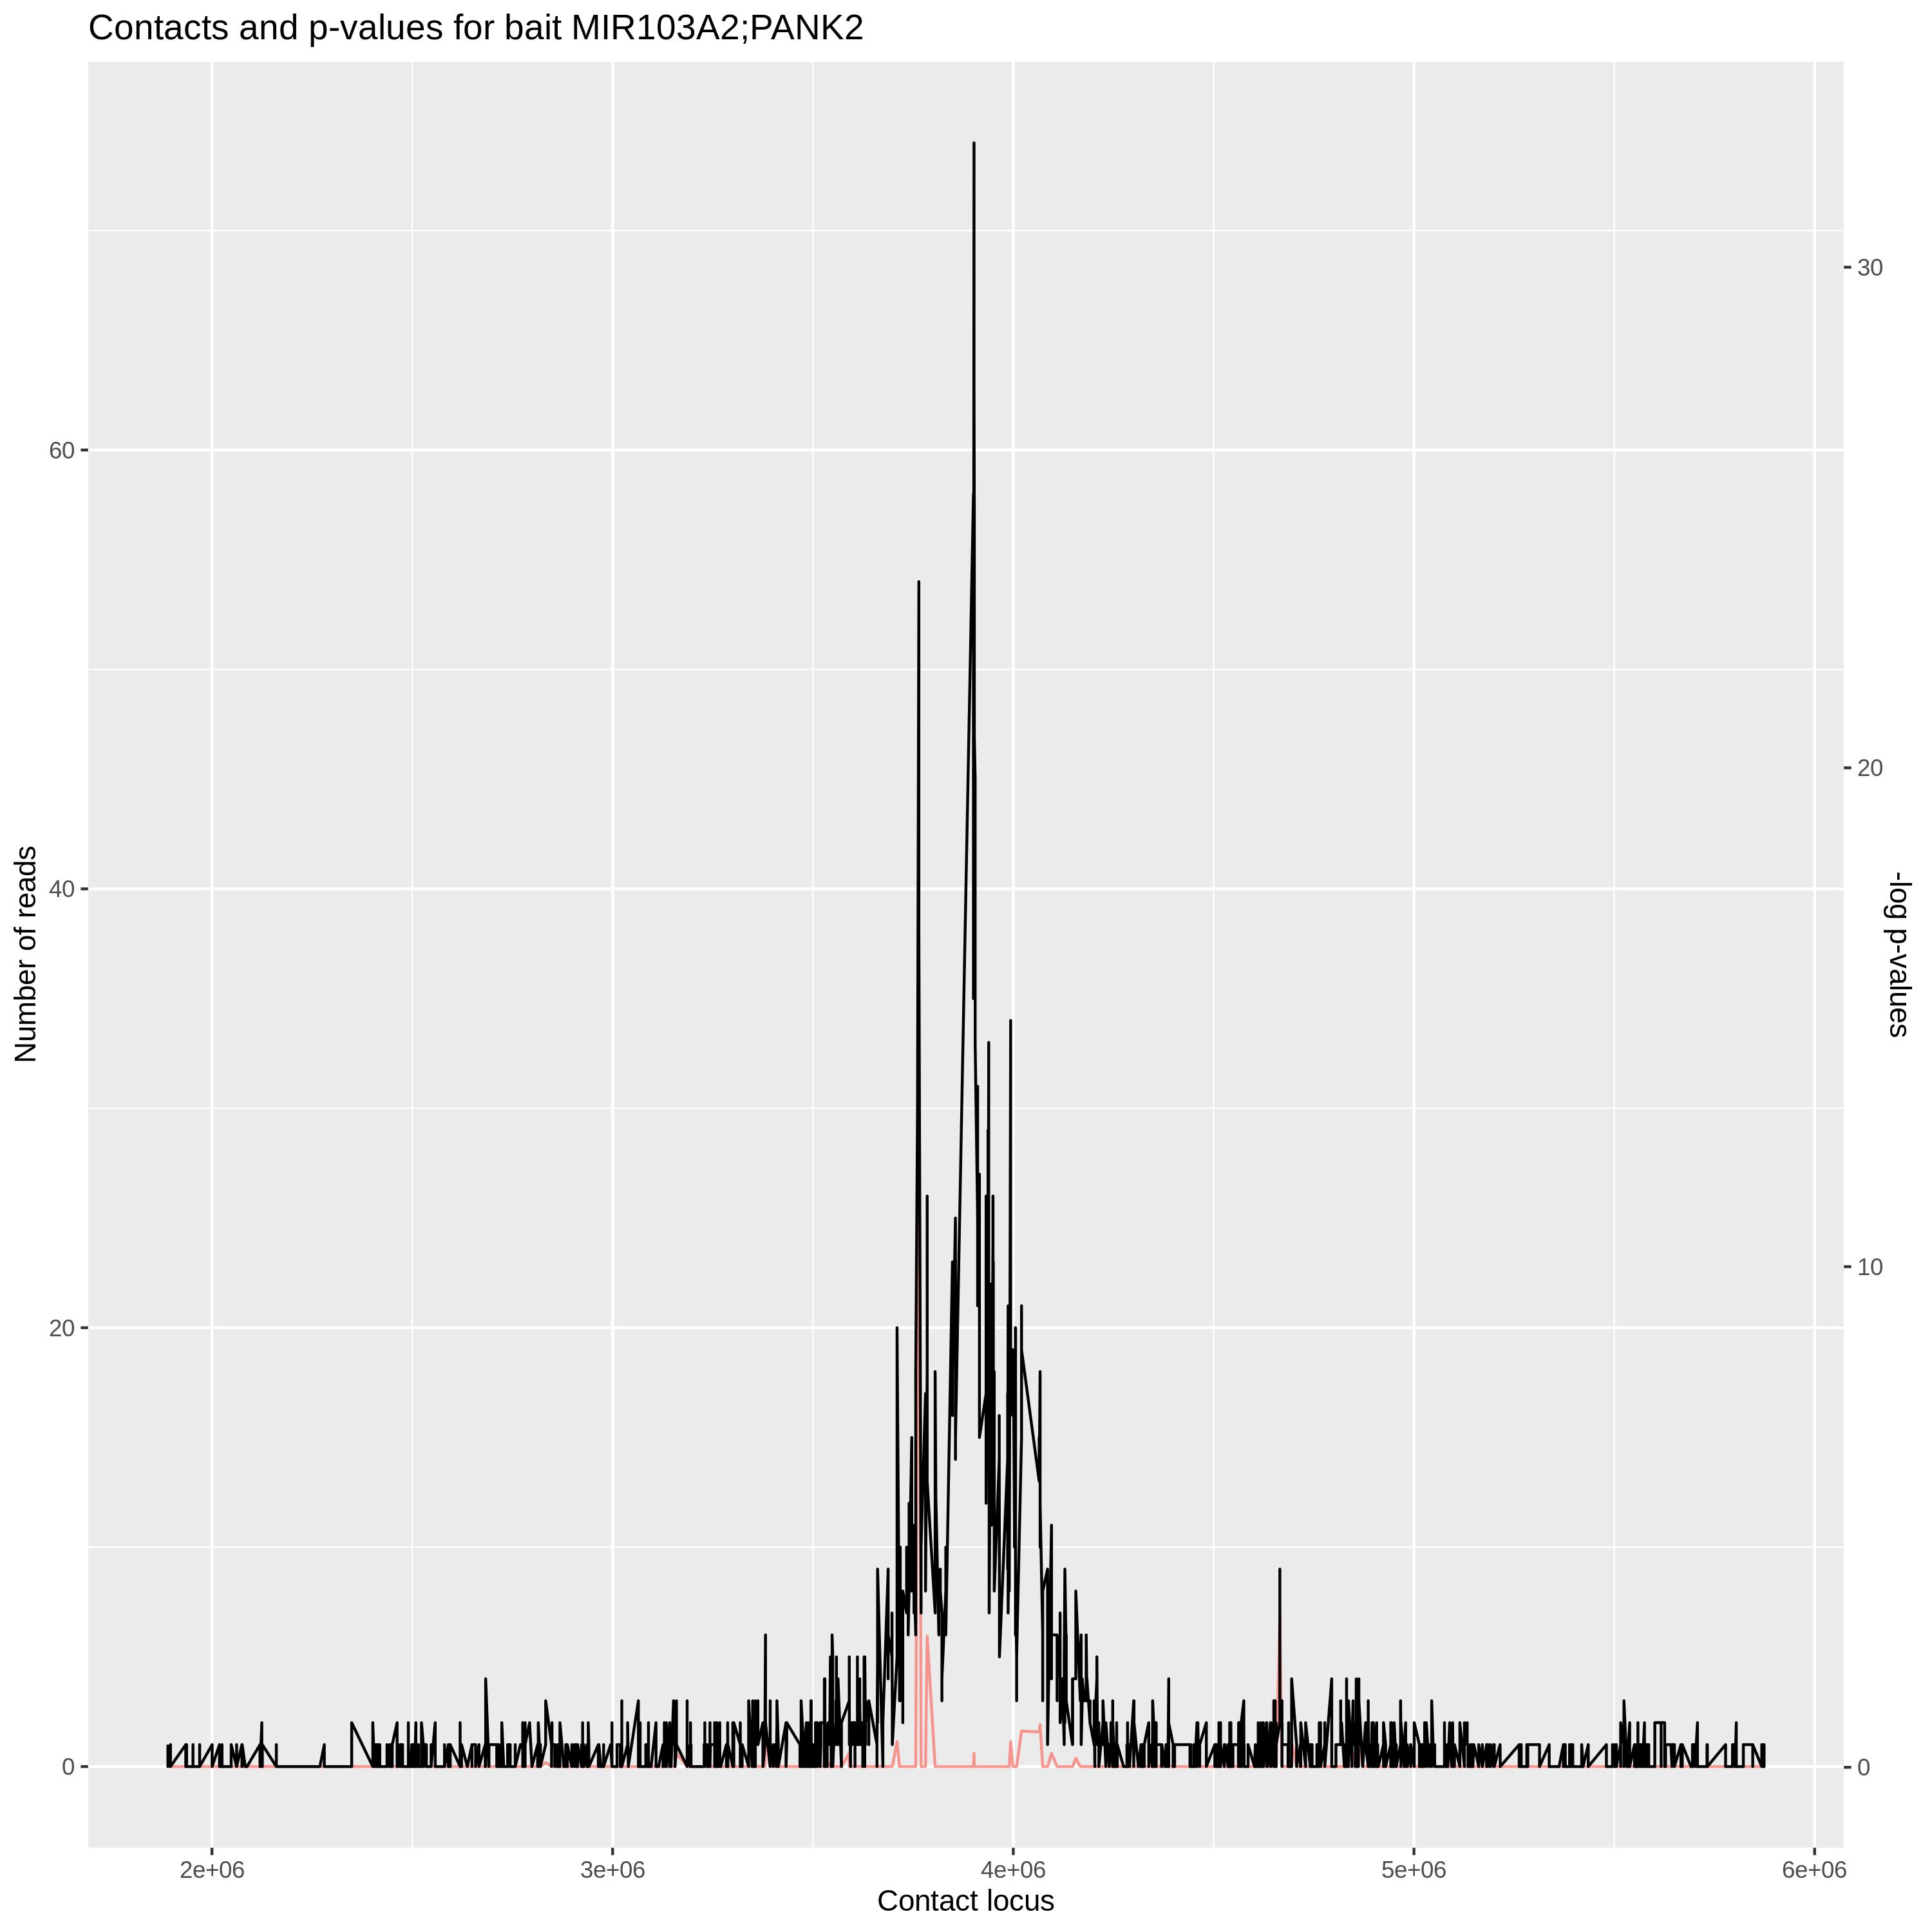 Contacts and p-values for bait MIR103A2;PANK2
30
60
20
40
Number of reads
-log p-values
10
20
0
0
2e+06
3e+06
4e+06
5e+06
6e+06
Contact locus